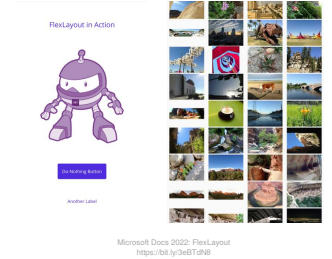 FlexLayout in Action
Do Nothing Button
Another Label
Microsoft Docs 2022: FlexLayout
https://bit.ly/3eBTdN8